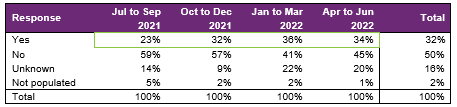 Response Jul to Sep 2021 Oct to Dec 2021 Jan to Mar 2022 Apr to Jun 2022 Total
Yes 23% 32% 36% 34% 32%
No 59% 57% 41% 45% 50%
Unknown 14% 9% 22% 20% 16%
Not populated 5% 2% 2% 1% 2%
Total 100% 100% 100% 100% 100%